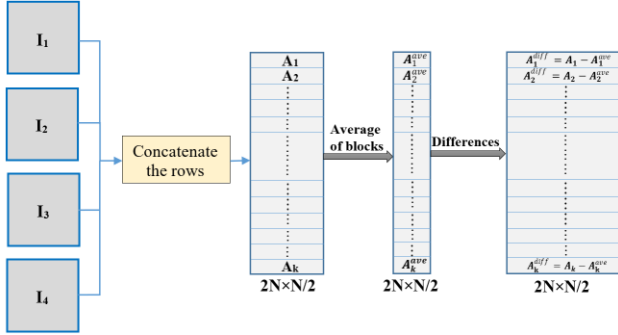 I₁
I₂
I₃
I₄
Concatenate
the rows
A₁
A₂
Aₖ
2N×N/2
Average
of blocks
A₁ᵃᵛᵉ
A₂ᵃᵛᵉ
Aₖᵃᵛᵉ
2N×N/2
Differences
A₁ᵈⁱᶠᶠ = A₁ − A₁ᵃᵛᵉ
A₂ᵈⁱᶠᶠ = A₂ − A₂ᵃᵛᵉ
Aₖᵈⁱᶠᶠ = Aₖ − Aₖᵃᵛᵉ
2N×N/2